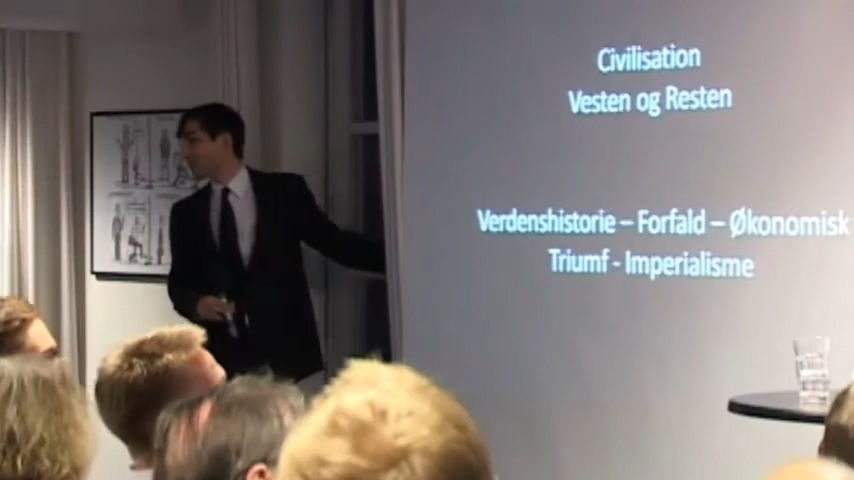 Civilisation
Vesten og Resten
Verdenshistorie – Forfald – Økonomisk
Triumf - Imperialisme